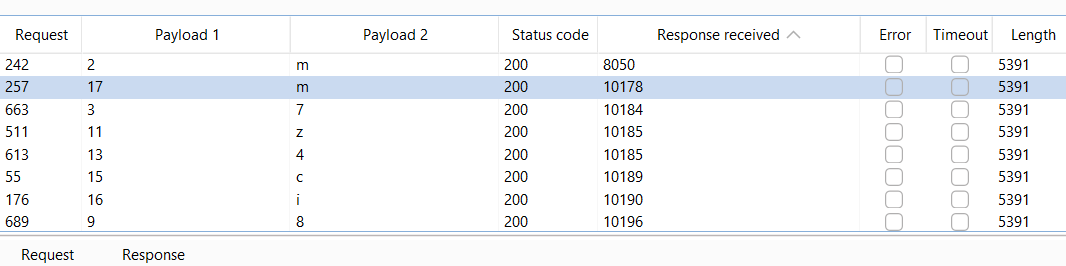 Request Payload 1 Payload 2 Status code Response received Error Timeout Length
242 2 m 200 8050 5391
257 17 m 200 10178 5391
663 3 7 200 10184 5391
511 11 z 200 10185 5391
613 13 4 200 10185 5391
55 15 c 200 10189 5391
176 16 i 200 10190 5391
689 9 8 200 10196 5391
Request Response